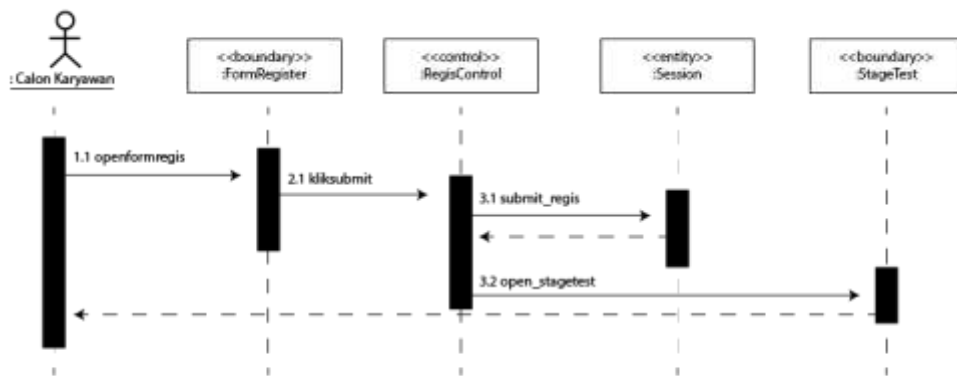 : Calon Karyawan
<<boundary>>
:FormRegister
<<control>>
:RegisControl
<<entity>>
:Session
<<boundary>>
:StageTest
1.1 openformregis
2.1 kliksubmit
3.1 submit_regis
3.2 open_stagetest